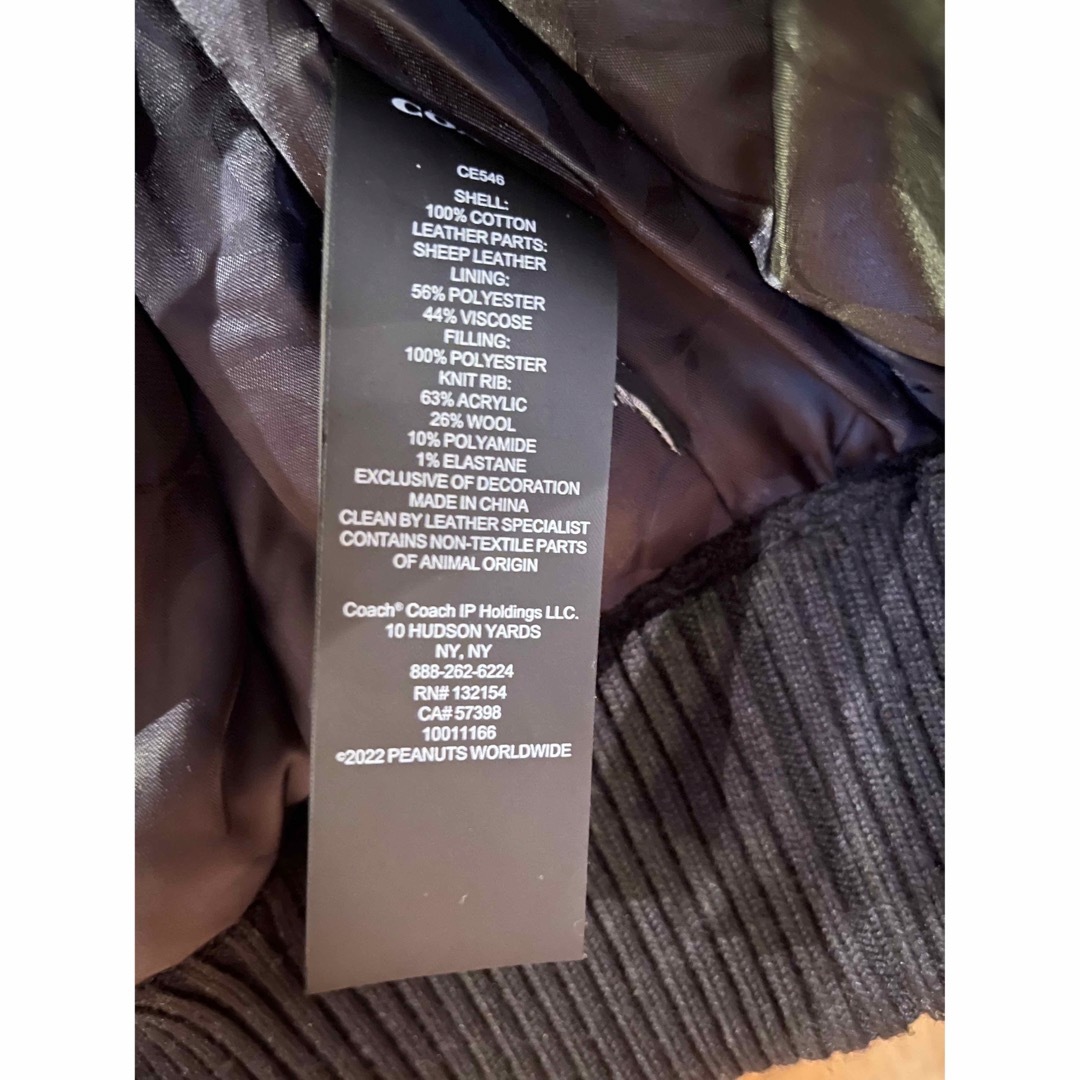 CE546
SHELL:
100% COTTON
LEATHER PARTS:
SHEEP LEATHER
LINING:
56% POLYESTER
44% VISCOSE
FILLING:
100% POLYESTER
KNIT RIB:
63% ACRYLIC
26% WOOL
10% POLYAMIDE
1% ELASTANE
EXCLUSIVE OF DECORATION
MADE IN CHINA
CLEAN BY LEATHER SPECIALIST
CONTAINS NON-TEXTILE PARTS
OF ANIMAL ORIGIN
Coach® Coach IP Holdings LLC.
10 HUDSON YARDS
NY, NY
888-262-6224
RN# 132154
CA# 57398
10011166
©2022 PEANUTS WORLDWIDE